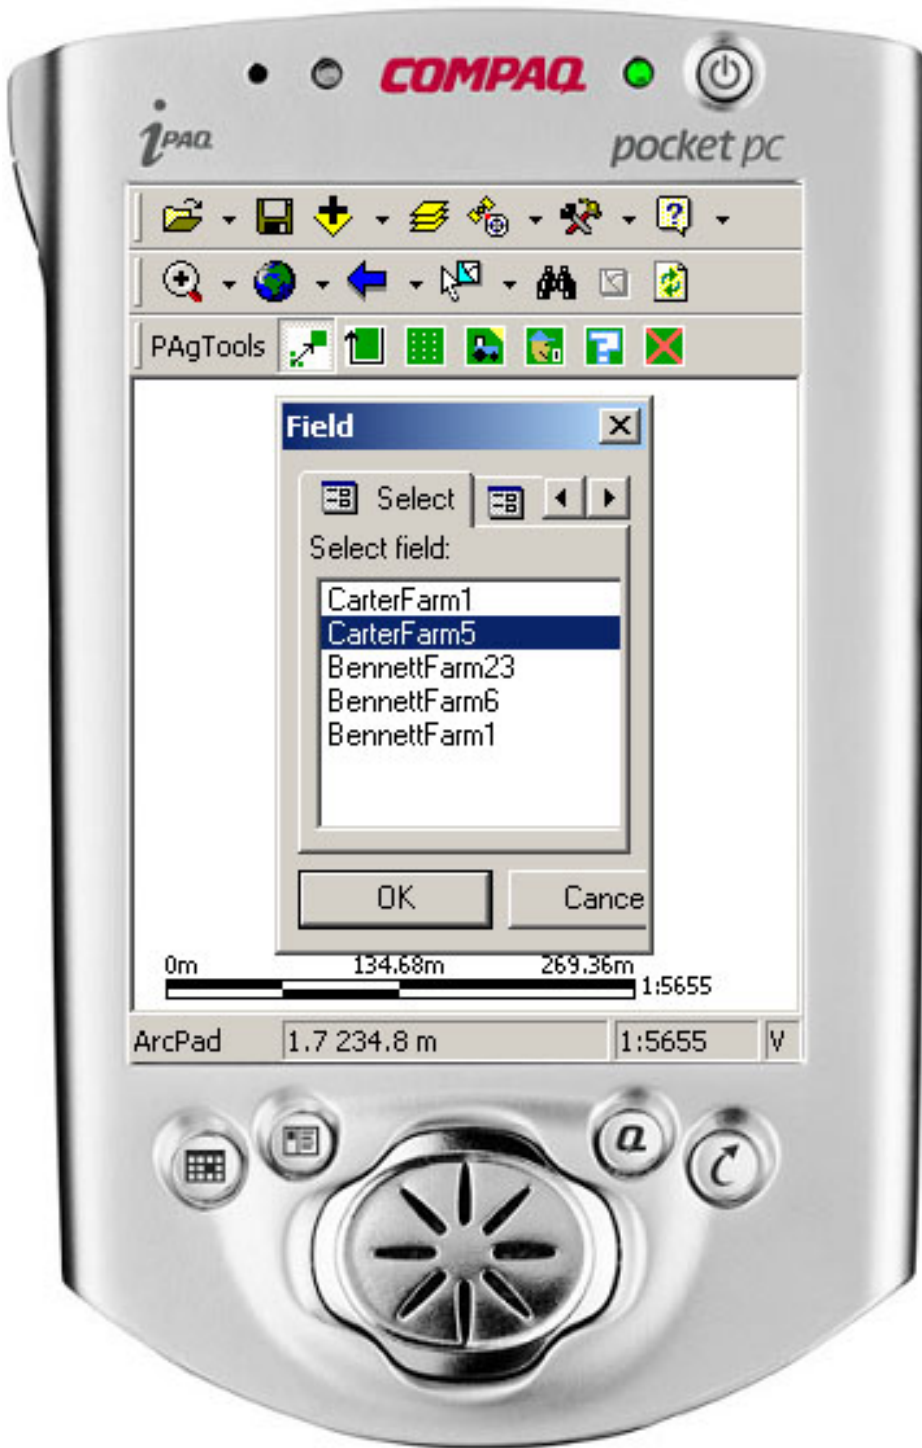 COMPAQ
iPAQ
pocket pc
PAgTools
Field
Select
Select field:
CarterFarm1
CarterFarm5
BennettFarm23
BennettFarm6
BennettFarm1
OK Cance
0m 134.68m 269.36m
1:5655
ArcPad 1.7 234.8 m 1:5655 V